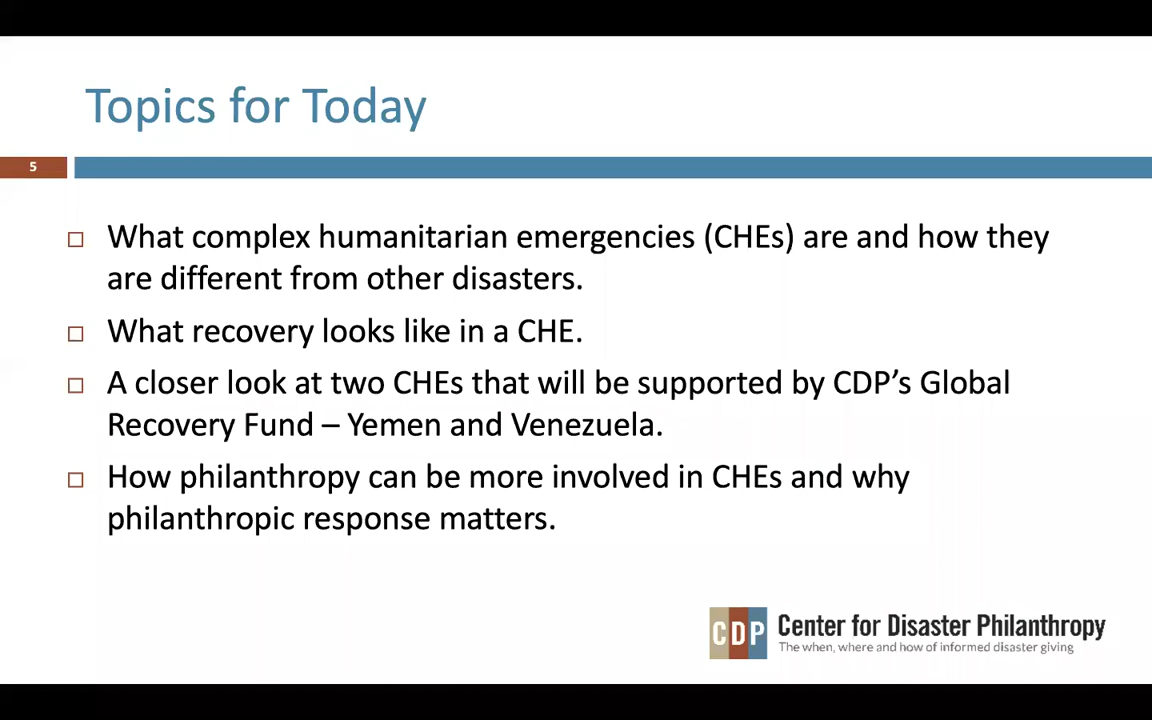 Topics for Today
5
What complex humanitarian emergencies (CHEs) are and how they
are different from other disasters.
What recovery looks like in a CHE.
A closer look at two CHEs that will be supported by CDP’s Global
Recovery Fund – Yemen and Venezuela.
How philanthropy can be more involved in CHEs and why
philanthropic response matters.
CDP Center for Disaster Philanthropy
The when, where and how of informed disaster giving